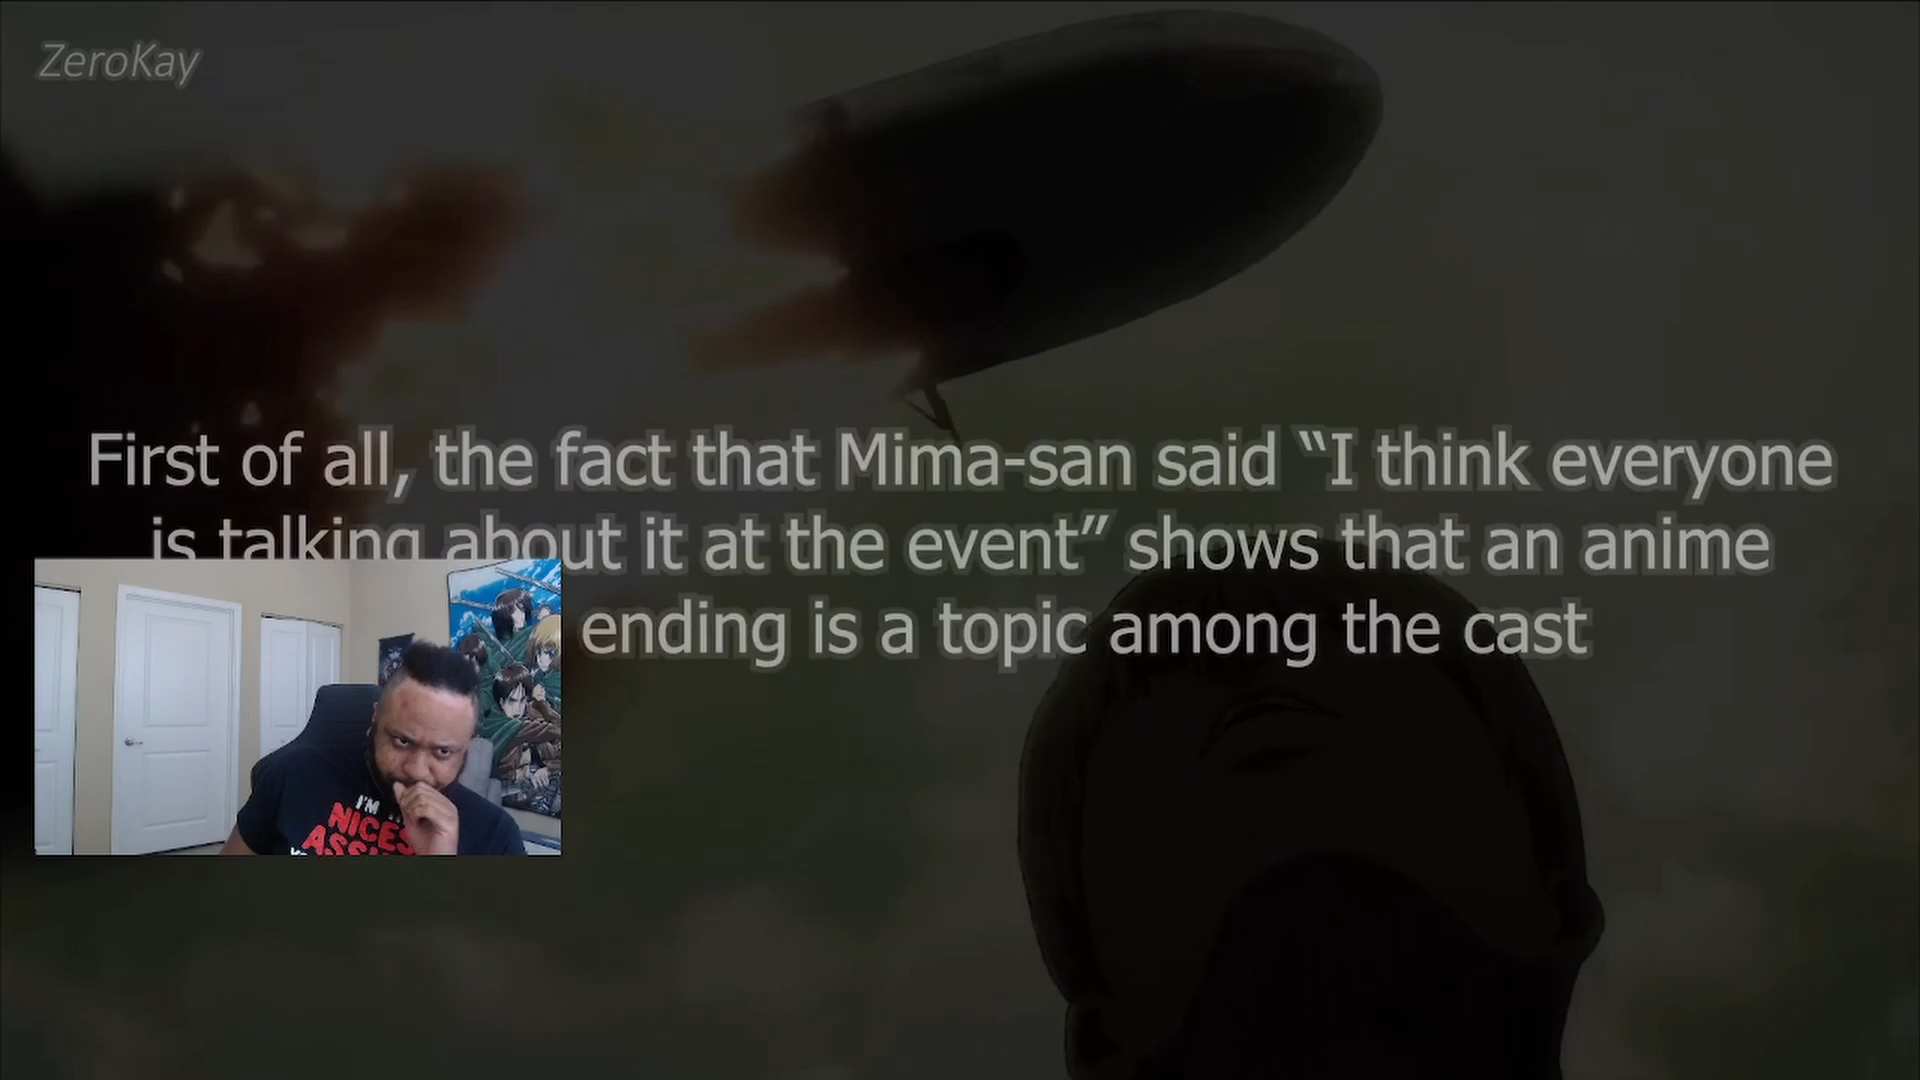 ZeroKay
First of all, the fact that Mima-san said “I think everyone
is talking about it at the event” shows that an anime
ending is a topic among the cast
I'M
NICES
ASS